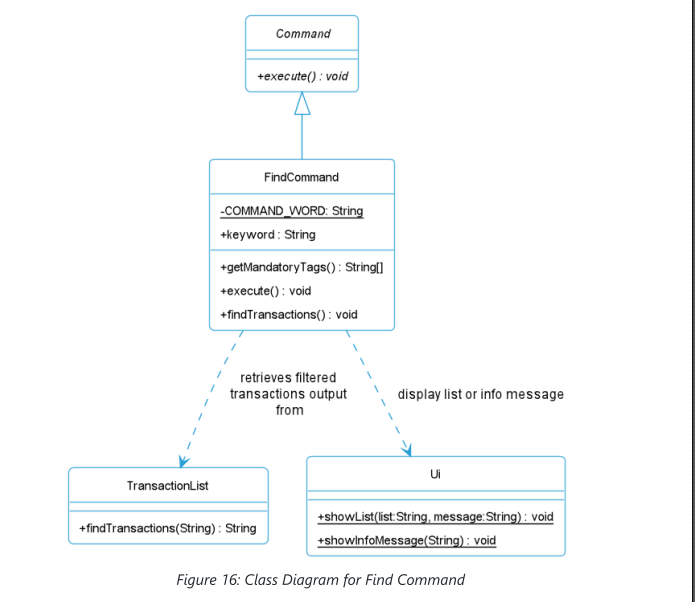 Command
+execute() : void
FindCommand
-COMMAND_WORD: String
+keyword : String
+getMandatoryTags() : String[]
+execute() : void
+findTransactions() : void
retrieves filtered
transactions output
from
display list or info message
TransactionList
+findTransactions(String) : String
Ui
+showList(list:String, message:String) : void
+showInfoMessage(String) : void
Figure 16: Class Diagram for Find Command